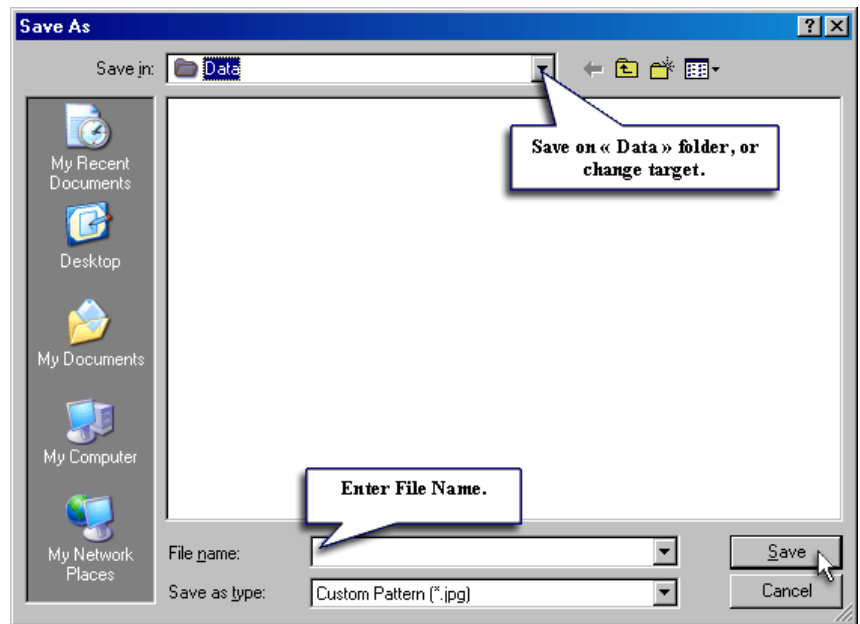 Save As
Save in:
Data
Save on « Data » folder, or
change target.
My Recent
Documents
Desktop
My Documents
My Computer
My Network
Places
Enter File Name.
File name:
Save
Save as type:
Custom Pattern (*.jpg)
Cancel